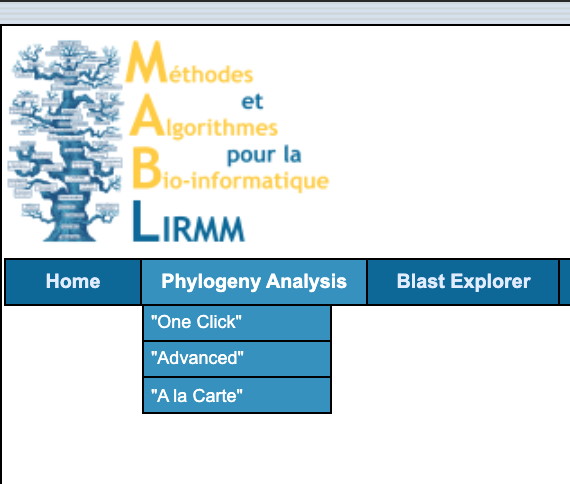 Méthodes
et
Algorithmes
pour la
Bio-informatique
LIRMM
Home Phylogeny Analysis Blast Explorer
"One Click"
"Advanced"
"A la Carte"